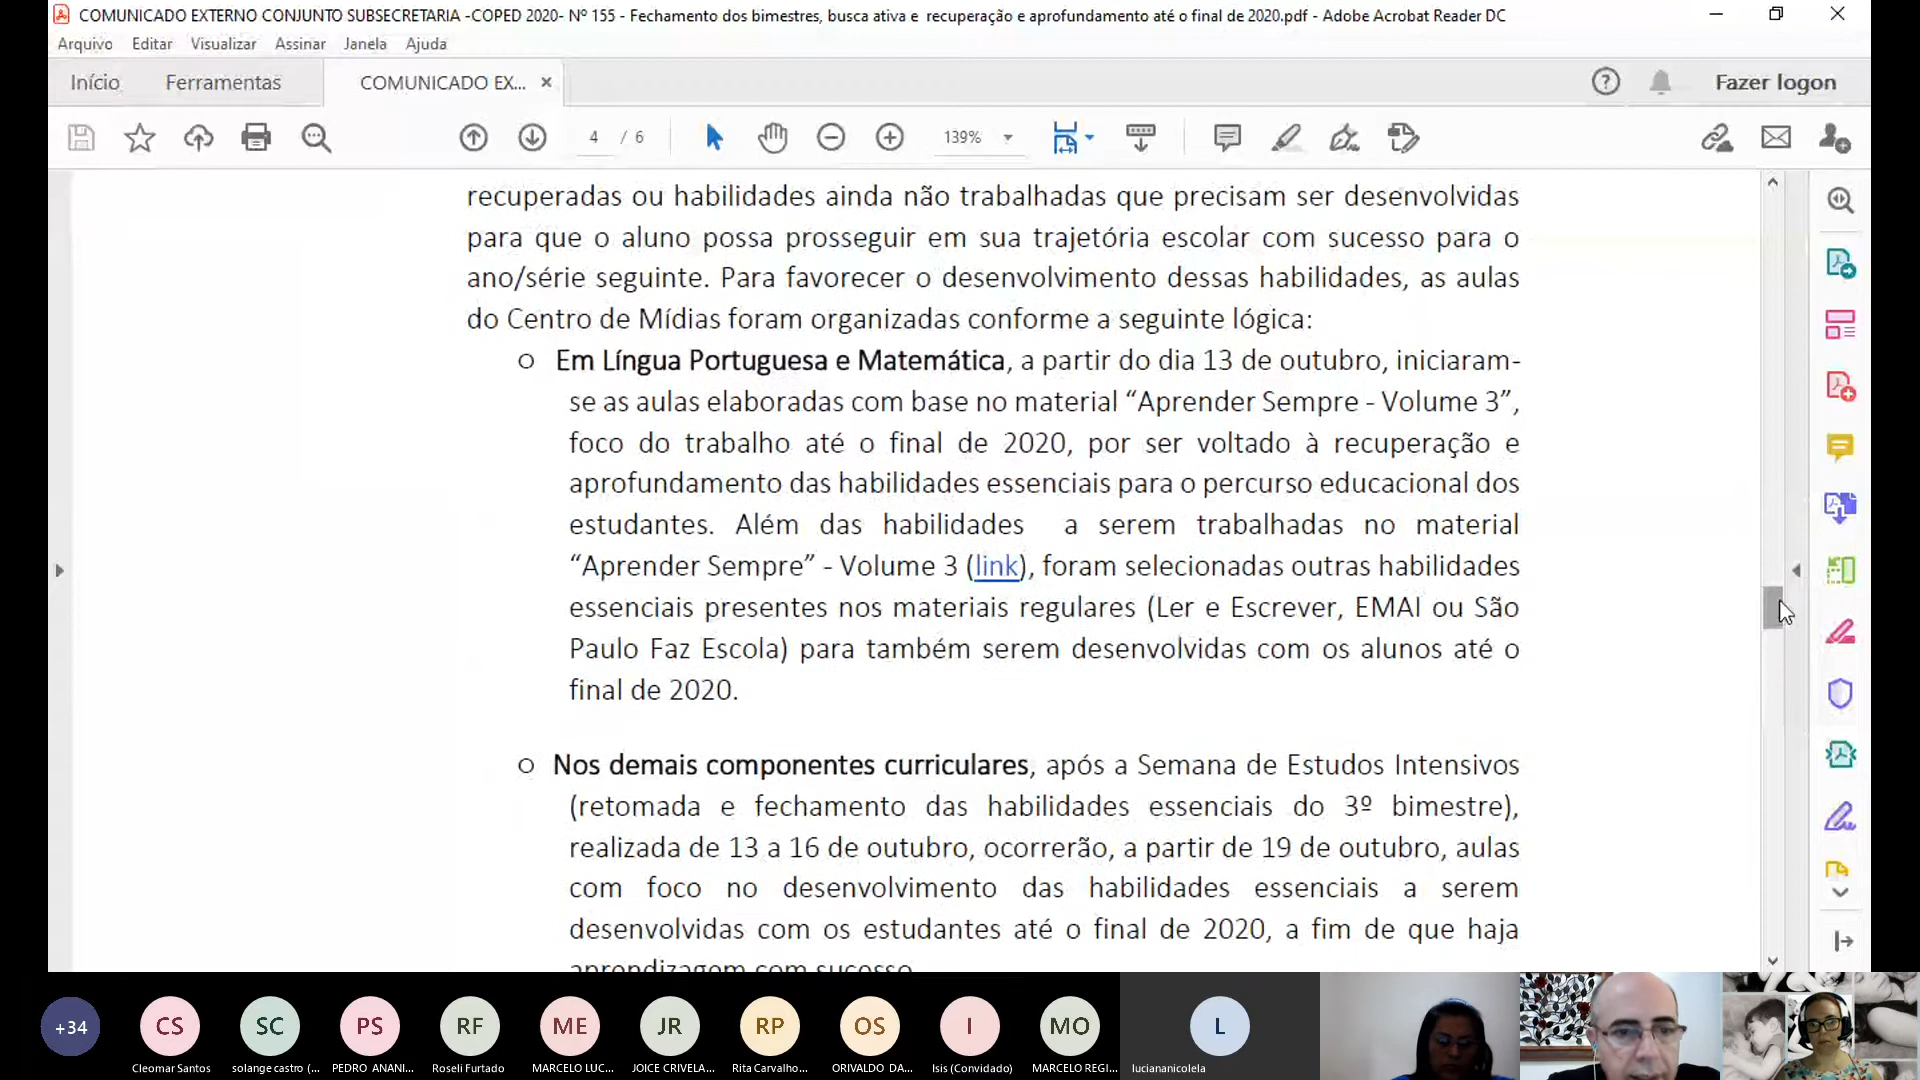 COMUNICADO EXTERNO CONJUNTO SUBSECRETARIA -COPED 2020- Nº 155 - Fechamento dos bimestres, busca ativa e recuperação e aprofundamento até o final de 2020.pdf - Adobe Acrobat Reader DC
Arquivo Editar Visualizar Assinar Janela Ajuda
Início Ferramentas COMUNICADO EX... Fazer logon
4 / 6 139%
recuperadas ou habilidades ainda não trabalhadas que precisam ser desenvolvidas
para que o aluno possa prosseguir em sua trajetória escolar com sucesso para o
ano/série seguinte. Para favorecer o desenvolvimento dessas habilidades, as aulas
do Centro de Mídias foram organizadas conforme a seguinte lógica:
o Em Língua Portuguesa e Matemática, a partir do dia 13 de outubro, iniciaram-
se as aulas elaboradas com base no material “Aprender Sempre - Volume 3”,
foco do trabalho até o final de 2020, por ser voltado à recuperação e
aprofundamento das habilidades essenciais para o percurso educacional dos
estudantes. Além das habilidades a serem trabalhadas no material
“Aprender Sempre” - Volume 3 (link), foram selecionadas outras habilidades
essenciais presentes nos materiais regulares (Ler e Escrever, EMAI ou São
Paulo Faz Escola) para também serem desenvolvidas com os alunos até o
final de 2020.
o Nos demais componentes curriculares, após a Semana de Estudos Intensivos
(retomada e fechamento das habilidades essenciais do 3º bimestre),
realizada de 13 a 16 de outubro, ocorrerão, a partir de 19 de outubro, aulas
com foco no desenvolvimento das habilidades essenciais a serem
desenvolvidas com os estudantes até o final de 2020, a fim de que haja
aprendizagem com sucesso.
+34 CS SC PS RF ME JR RP OS I MO L
Cleomar Santos solange castro (... PEDRO ANANI... Roseli Furtado MARCELO LUC... JOICE CRIVELA... Rita Carvalho... ORIVALDO DA... Isis (Convidado) MARCELO REGI... luciananicolela